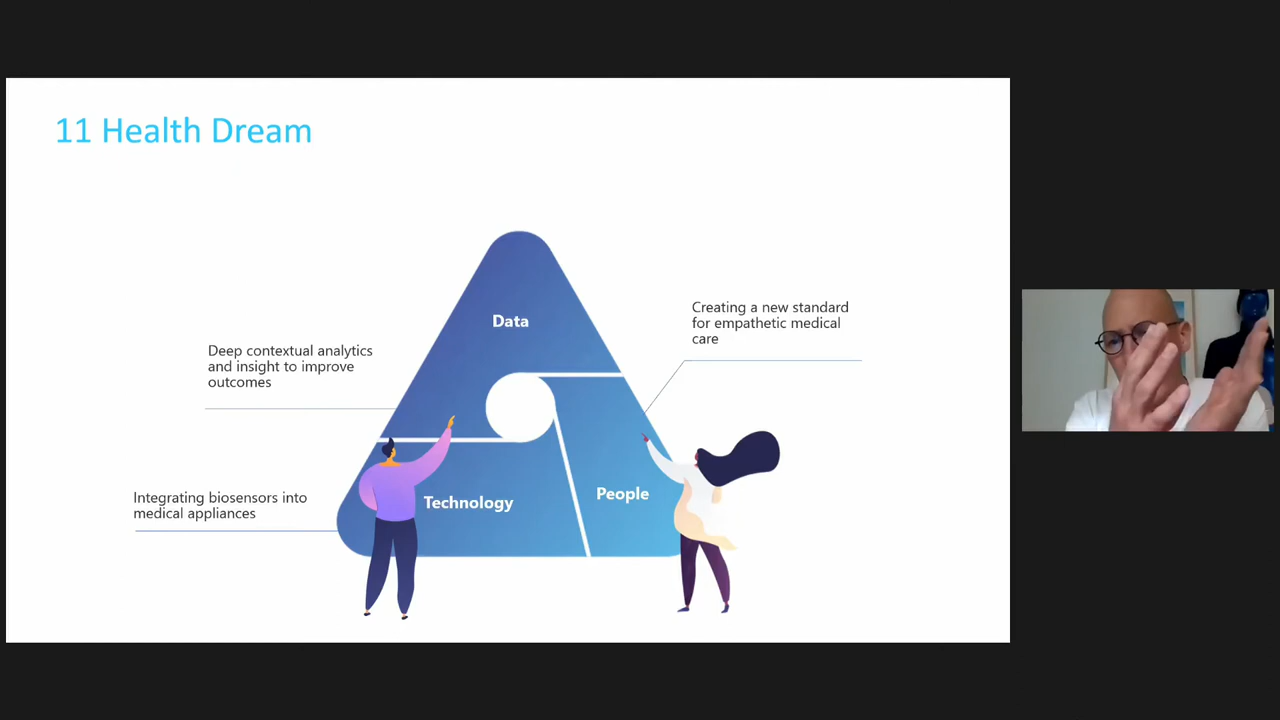 11 Health Dream
Data
Creating a new standard
for empathetic medical
care
Deep contextual analytics
and insight to improve
outcomes
Integrating biosensors into
medical appliances
Technology
People